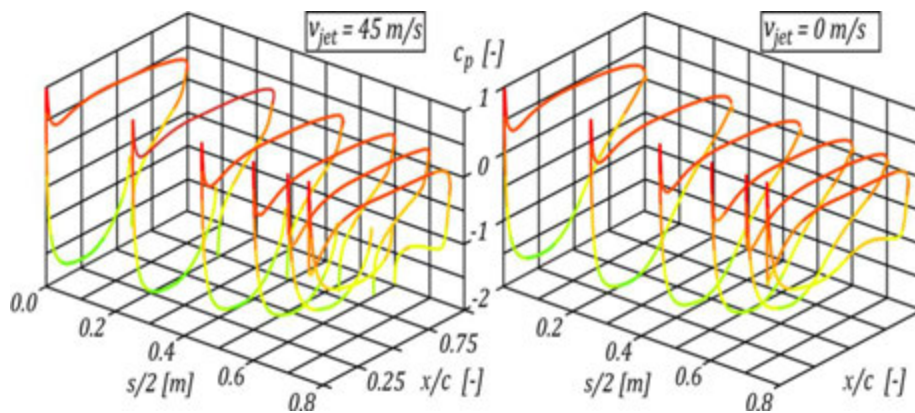 v_jet = 45 m/s
c_p [-]
v_jet = 0 m/s
1
0
-1
-2
0.0
0.2
0.4
0.6
0.8
s/2 [m]
0.25
0.75
x/c [-]
0.2
0.4
0.6
0.8
s/2 [m]
x/c [-]